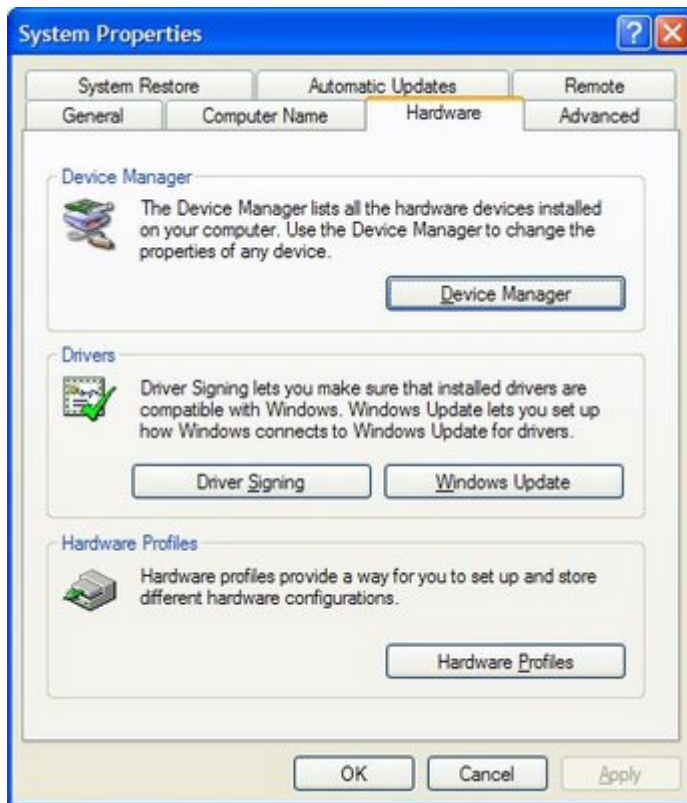 System Properties
System Restore
Automatic Updates
Remote
General
Computer Name
Hardware
Advanced
Device Manager
The Device Manager lists all the hardware devices installed
on your computer. Use the Device Manager to change the
properties of any device.
Device Manager
Drivers
Driver Signing lets you make sure that installed drivers are
compatible with Windows. Windows Update lets you set up
how Windows connects to Windows Update for drivers.
Driver Signing
Windows Update
Hardware Profiles
Hardware profiles provide a way for you to set up and store
different hardware configurations.
Hardware Profiles
OK
Cancel
Apply